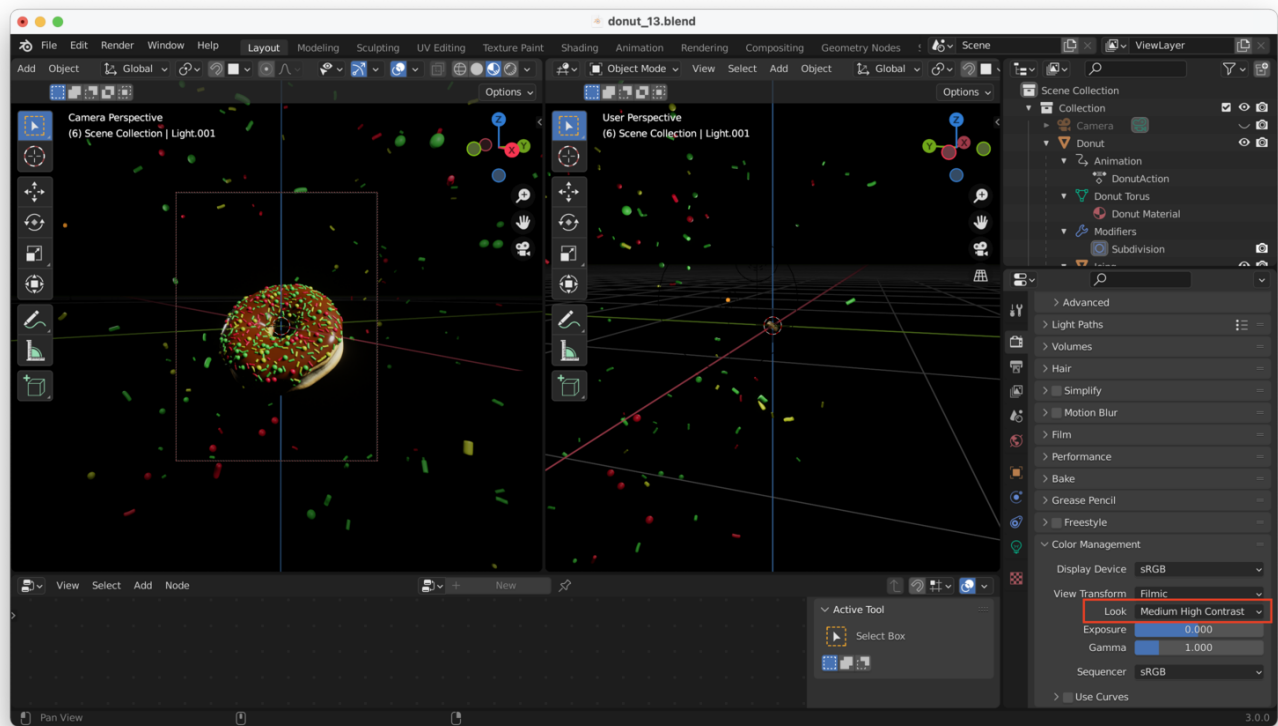 donut_13.blend
File Edit Render Window Help Layout Modeling Sculpting UV Editing Texture Paint Shading Animation Rendering Compositing Geometry Nodes Scene ViewLayer
Add Object Global Object Mode View Select Add Object Global
Options Options
Camera Perspective
(6) Scene Collection | Light.001
Z
Y
X
User Perspective
(6) Scene Collection | Light.001
Z
Y
X
Scene Collection
Collection
Camera
Donut
Animation
DonutAction
Donut Torus
Donut Material
Modifiers
Subdivision
Advanced
Light Paths
Volumes
Hair
Simplify
Motion Blur
Film
Performance
Bake
Grease Pencil
Freestyle
Color Management
Display Device sRGB
View Transform Filmic
Look Medium High Contrast
Exposure 0.000
Gamma 1.000
Sequencer sRGB
Use Curves
View Select Add Node New
Active Tool
Select Box
Pan View 3.0.0